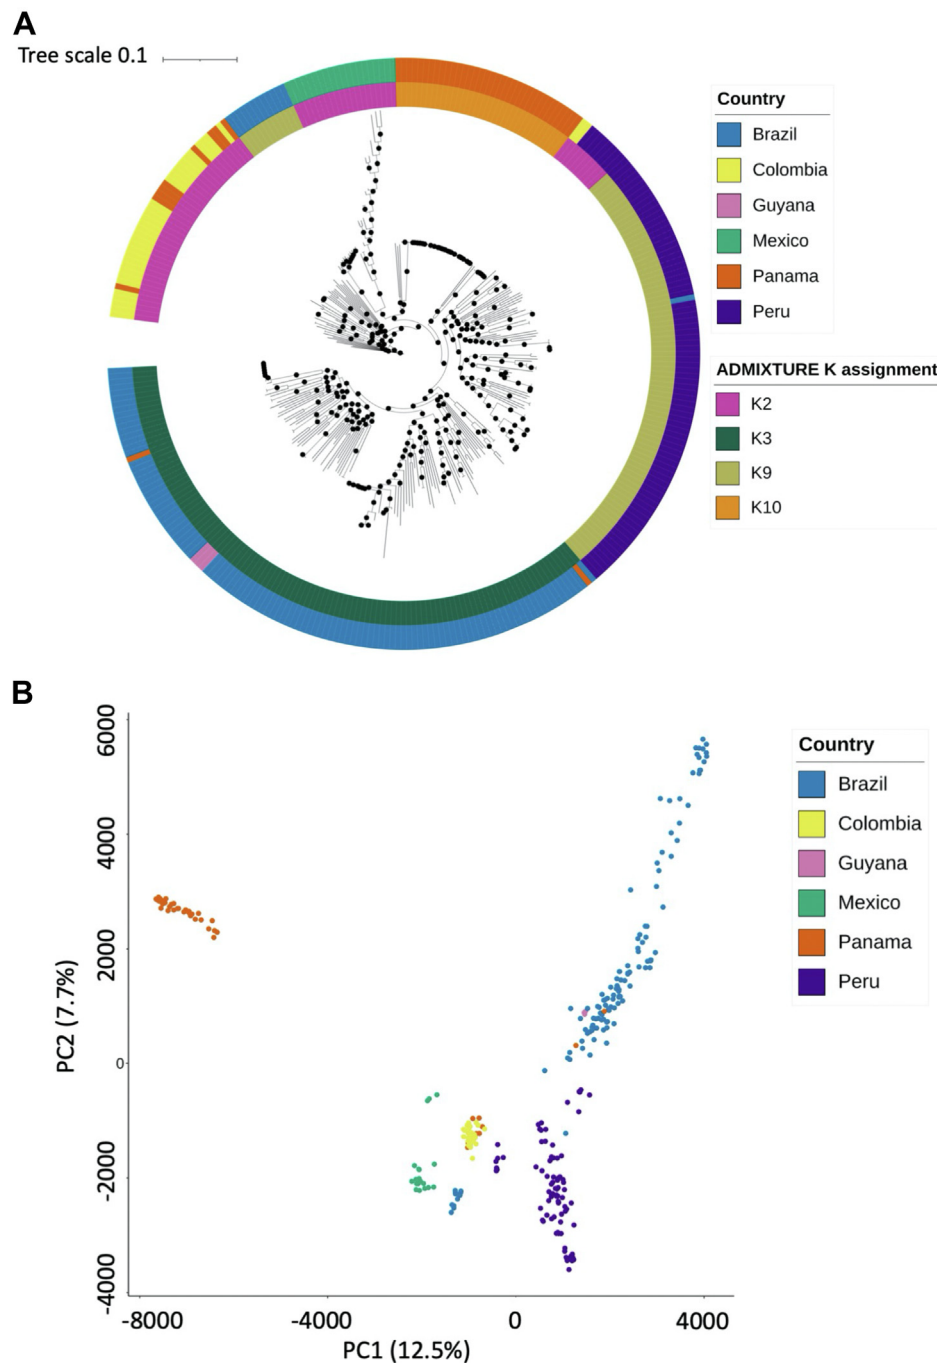 A
Tree scale 0.1
Country
Brazil
Colombia
Guyana
Mexico
Panama
Peru
ADMIXTURE K assignment
K2
K3
K9
K10
B
Country
Brazil
Colombia
Guyana
Mexico
Panama
Peru
6000
4000
2000
0
-2000
-4000
PC2 (7.7%)
-8000 -4000 0 4000
PC1 (12.5%)